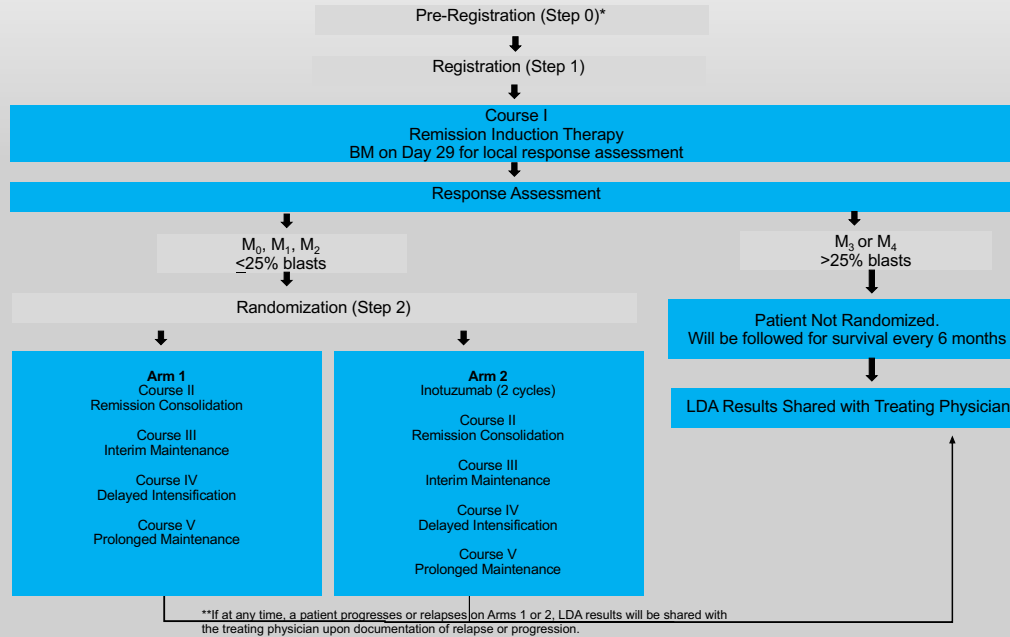 Pre-Registration (Step 0)*
Registration (Step 1)
Course I
Remission Induction Therapy
BM on Day 29 for local response assessment
Response Assessment
M₀, M₁, M₂
≤25% blasts
M₃ or M₄
>25% blasts
Randomization (Step 2)
Patient Not Randomized.
Will be followed for survival every 6 months
LDA Results Shared with Treating Physician
Arm 1
Course II
Remission Consolidation
Course III
Interim Maintenance
Course IV
Delayed Intensification
Course V
Prolonged Maintenance
Arm 2
Inotuzumab (2 cycles)
Course II
Remission Consolidation
Course III
Interim Maintenance
Course IV
Delayed Intensification
Course V
Prolonged Maintenance
**If at any time, a patient progresses or relapses on Arms 1 or 2, LDA results will be shared with
the treating physician upon documentation of relapse or progression.